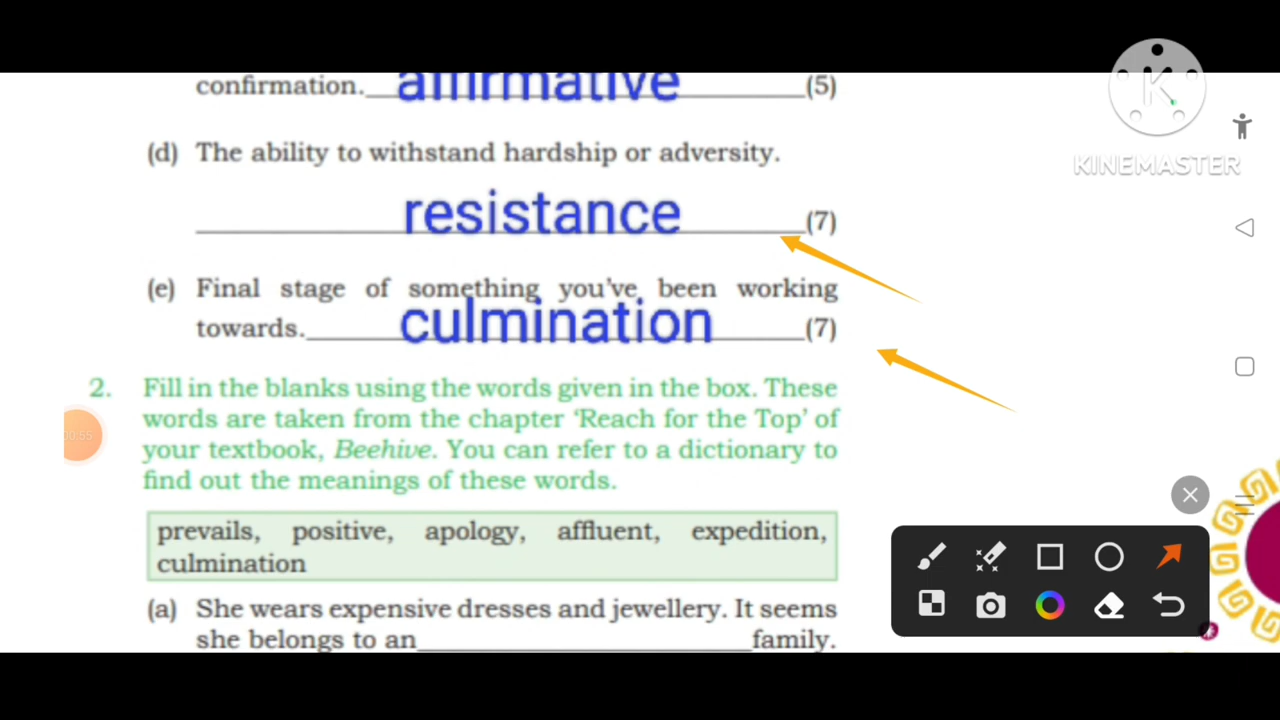 confirmation. affirmative (5)
KINEMASTER
(d) The ability to withstand hardship or adversity.
resistance (7)
(e) Final stage of something you've been working
towards. culmination (7)
2. Fill in the blanks using the words given in the box. These
words are taken from the chapter 'Reach for the Top' of
your textbook, Beehive. You can refer to a dictionary to
find out the meanings of these words.
00:55
prevails, positive, apology, affluent, expedition,
culmination
(a) She wears expensive dresses and jewellery. It seems
she belongs to an family.